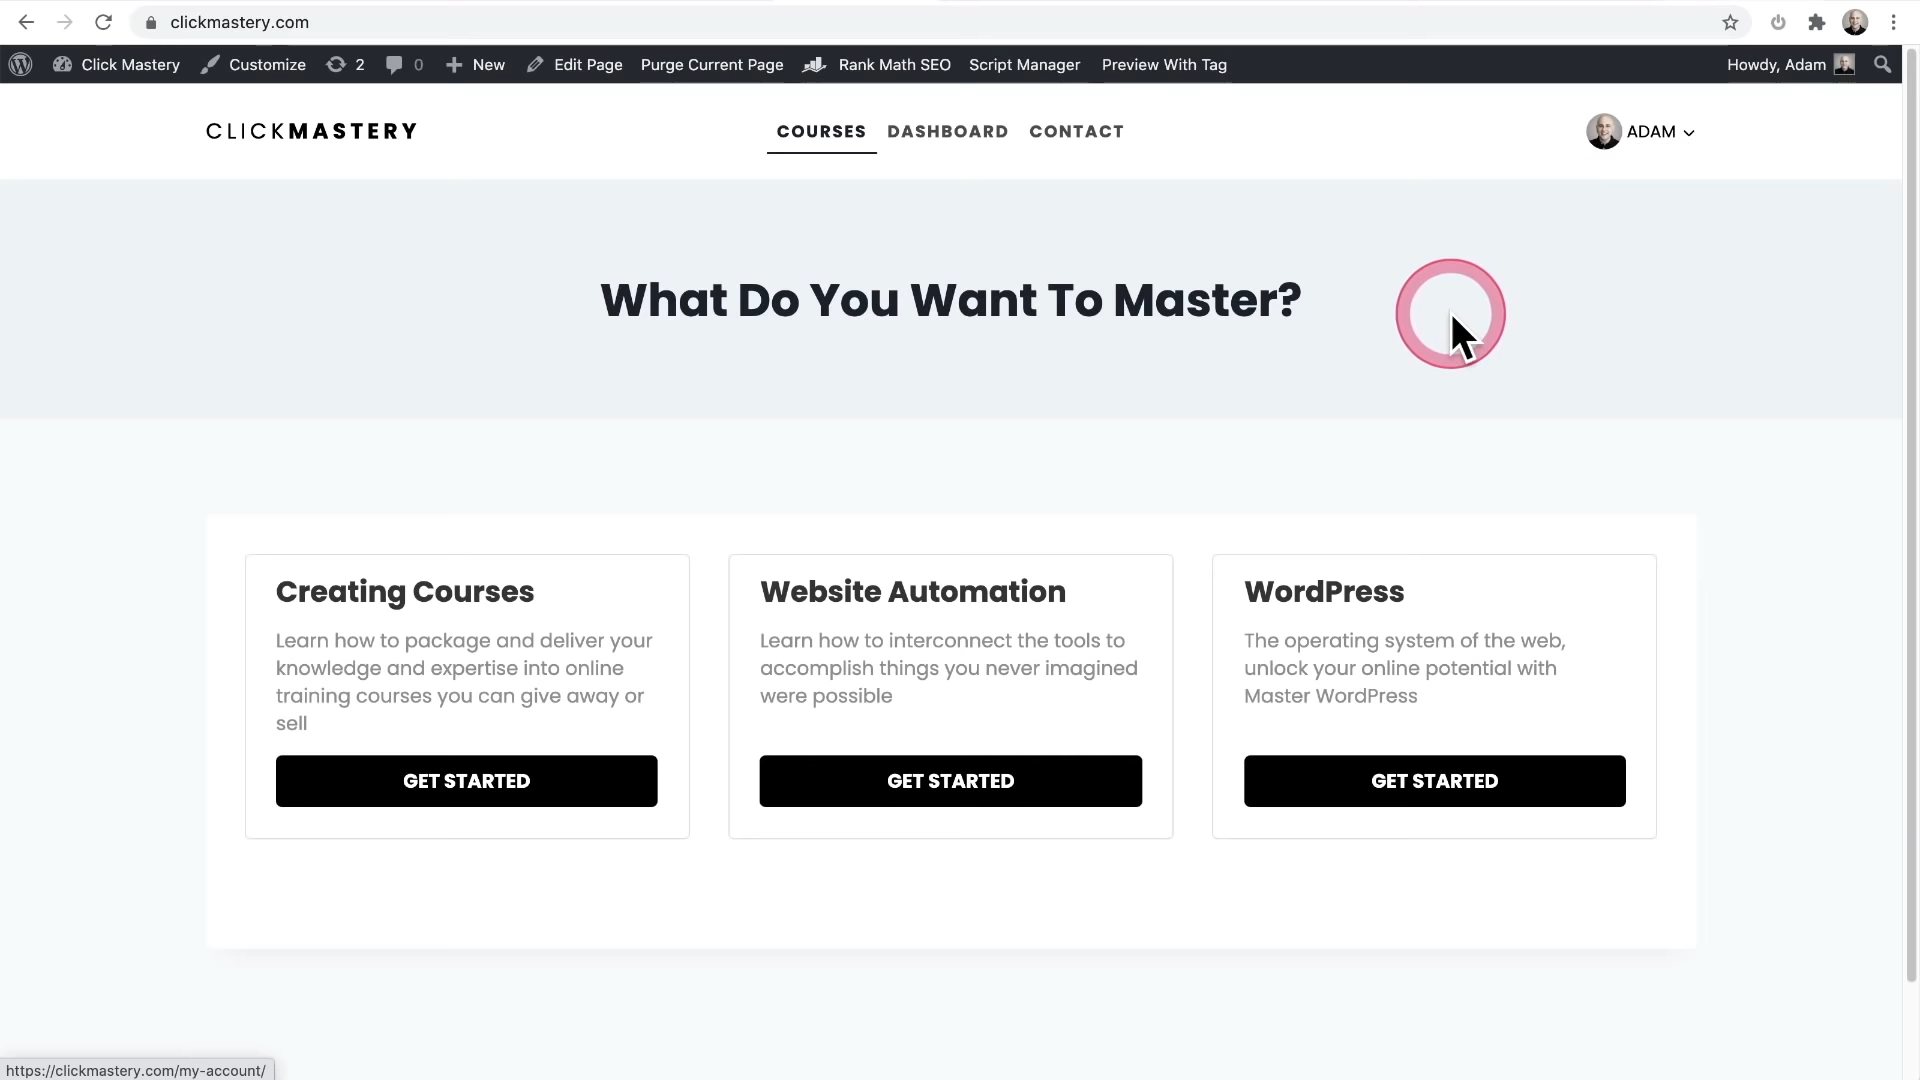 clickmastery.com
Click Mastery Customize 2 0 New Edit Page Purge Current Page Rank Math SEO Script Manager Preview With Tag Howdy, Adam
CLICKMASTERY COURSES DASHBOARD CONTACT ADAM
What Do You Want To Master?
Creating Courses
Learn how to package and deliver your
knowledge and expertise into online
training courses you can give away or
sell
GET STARTED
Website Automation
Learn how to interconnect the tools to
accomplish things you never imagined
were possible
GET STARTED
WordPress
The operating system of the web,
unlock your online potential with
Master WordPress
GET STARTED
https://clickmastery.com/my-account/